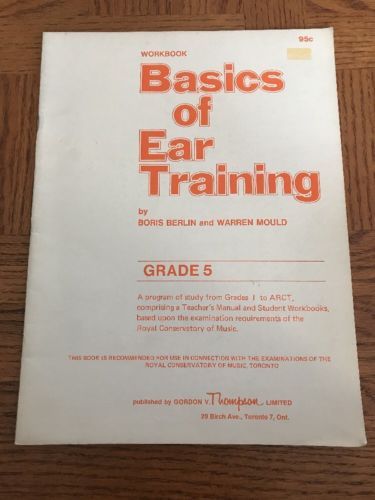 95c
WORKBOOK
Basics
of
Ear
Training
by
BORIS BERLIN and WARREN MOULD
GRADE 5
A program of study from Grades I to ARCT,
comprising a Teacher's Manual and Student Workbooks,
based upon the examination requirements of the
Royal Conservatory of Music.
THIS BOOK IS RECOMMENDED FOR USE IN CONNECTION WITH THE EXAMINATIONS OF THE
ROYAL CONSERVATORY OF MUSIC, TORONTO
published by GORDON V. Thompson LIMITED
29 Birch Ave., Toronto 7, Ont.